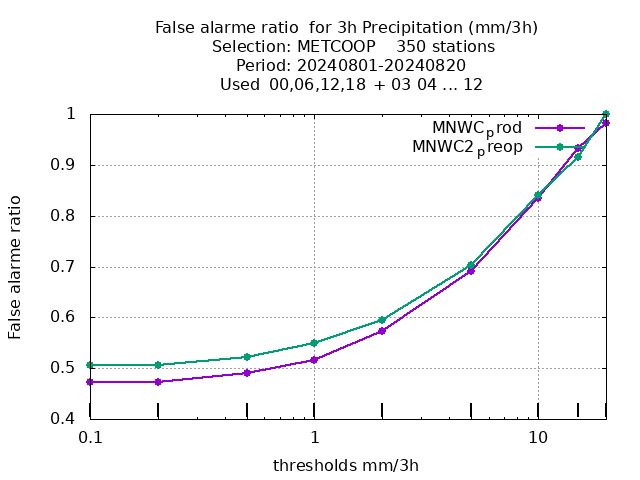 False alarme ratio  for 3h Precipitation (mm/3h)
Selection: METCOOP    350 stations
Period: 20240801-20240820
Used  00,06,12,18  + 03 04 ... 12
MNWCprod
MNWC2preop
1
0.9
0.8
0.7
0.6
0.5
0.4
False alarme ratio
0.1 1 10
thresholds mm/3h